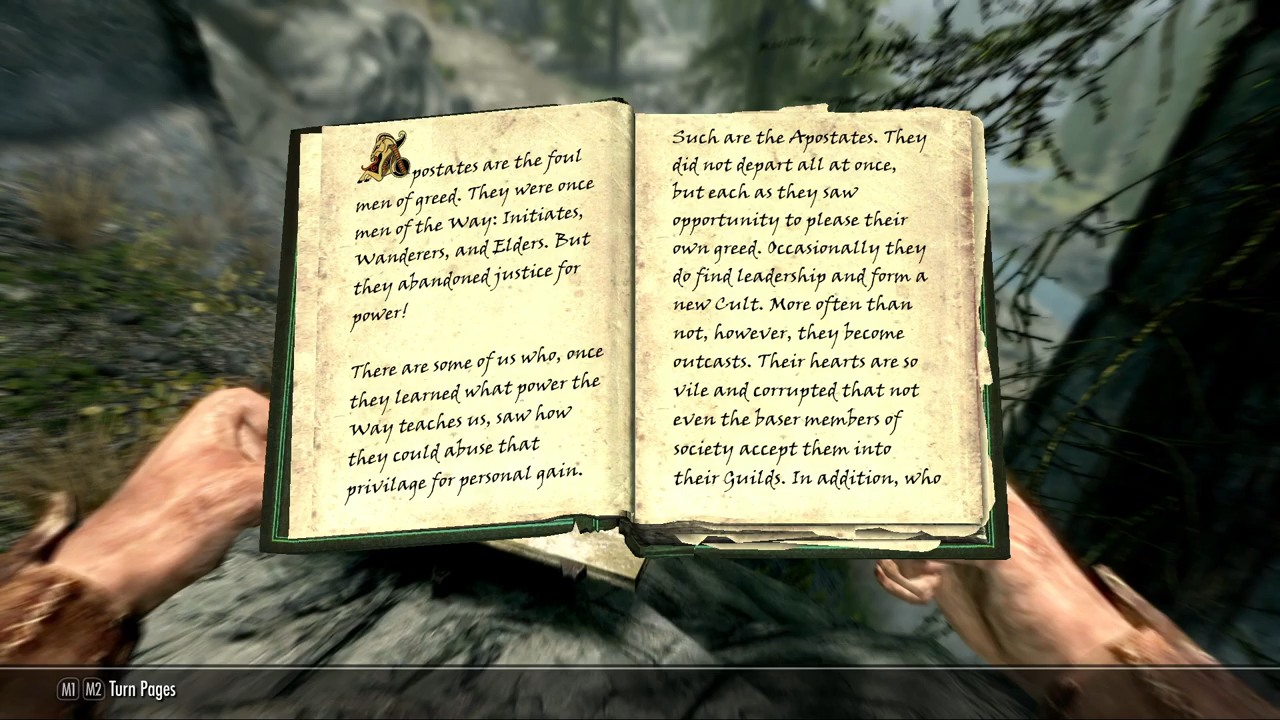 Apostates are the foul
men of greed. They were once
men of the Way: Initiates,
Wanderers, and Elders. But
they abandoned justice for
power!
There are some of us who, once
they learned what power the
Way teaches us, saw how
they could abuse that
privilage for personal gain.
Such are the Apostates. They
did not depart all at once,
but each as they saw
opportunity to please their
own greed. Occasionally they
do find leadership and form a
new Cult. More often than
not, however, they become
outcasts. Their hearts are so
vile and corrupted that not
even the baser members of
society accept them into
their Guilds. In addition, who
M1 M2 Turn Pages